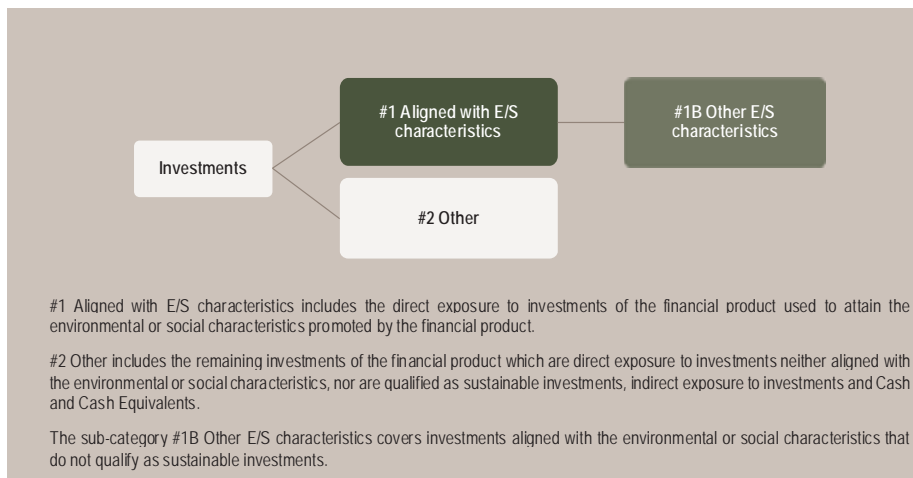 #1 Aligned with E/S
characteristics
#1B Other E/S
characteristics
Investments
#2 Other
#1 Aligned with E/S characteristics includes the direct exposure to investments of the financial product used to attain the
environmental or social characteristics promoted by the financial product.
#2 Other includes the remaining investments of the financial product which are direct exposure to investments neither aligned with
the environmental or social characteristics, nor are qualified as sustainable investments, indirect exposure to investments and Cash
and Cash Equivalents.
The sub-category #1B Other E/S characteristics covers investments aligned with the environmental or social characteristics that
do not qualify as sustainable investments.